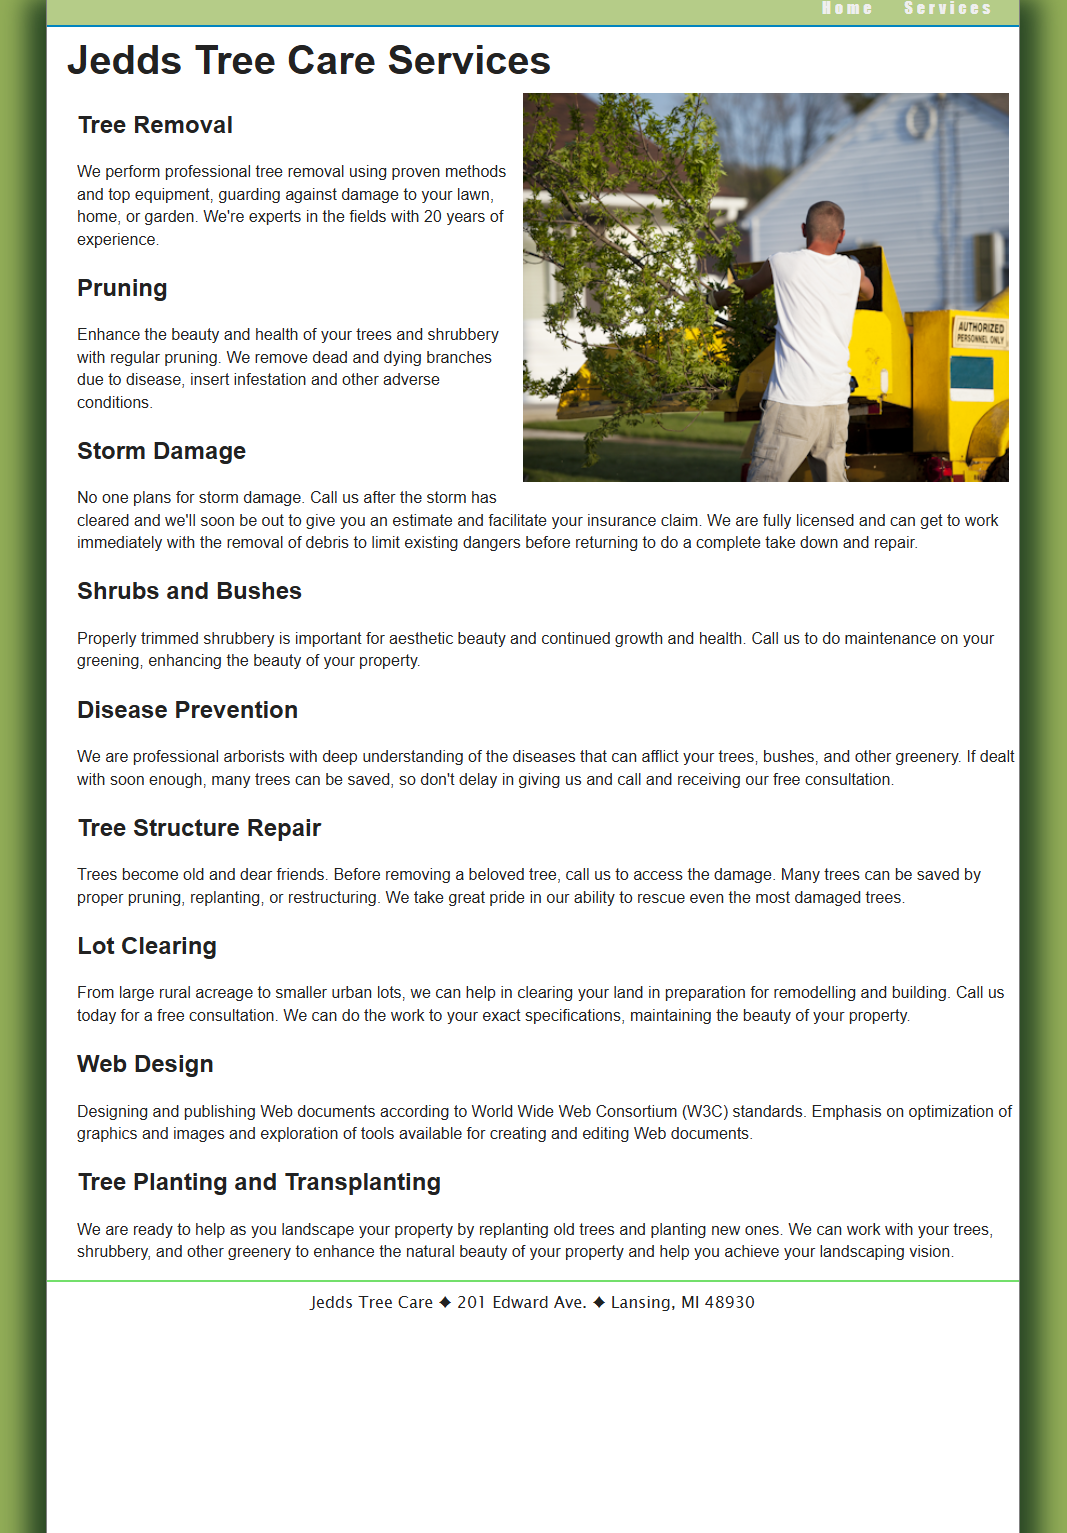 Home Services
Jedds Tree Care Services
Tree Removal
We perform professional tree removal using proven methods
and top equipment, guarding against damage to your lawn,
home, or garden. We're experts in the fields with 20 years of
experience.
AUTHORIZED
PERSONNEL ONLY
Pruning
Enhance the beauty and health of your trees and shrubbery
with regular pruning. We remove dead and dying branches
due to disease, insert infestation and other adverse
conditions.
Storm Damage
No one plans for storm damage. Call us after the storm has
cleared and we'll soon be out to give you an estimate and facilitate your insurance claim. We are fully licensed and can get to work
immediately with the removal of debris to limit existing dangers before returning to do a complete take down and repair.
Shrubs and Bushes
Properly trimmed shrubbery is important for aesthetic beauty and continued growth and health. Call us to do maintenance on your
greening, enhancing the beauty of your property.
Disease Prevention
We are professional arborists with deep understanding of the diseases that can afflict your trees, bushes, and other greenery. If dealt
with soon enough, many trees can be saved, so don't delay in giving us and call and receiving our free consultation.
Tree Structure Repair
Trees become old and dear friends. Before removing a beloved tree, call us to access the damage. Many trees can be saved by
proper pruning, replanting, or restructuring. We take great pride in our ability to rescue even the most damaged trees.
Lot Clearing
From large rural acreage to smaller urban lots, we can help in clearing your land in preparation for remodelling and building. Call us
today for a free consultation. We can do the work to your exact specifications, maintaining the beauty of your property.
Web Design
Designing and publishing Web documents according to World Wide Web Consortium (W3C) standards. Emphasis on optimization of
graphics and images and exploration of tools available for creating and editing Web documents.
Tree Planting and Transplanting
We are ready to help as you landscape your property by replanting old trees and planting new ones. We can work with your trees,
shrubbery, and other greenery to enhance the natural beauty of your property and help you achieve your landscaping vision.
Jedds Tree Care ◆ 201 Edward Ave. ◆ Lansing, MI 48930